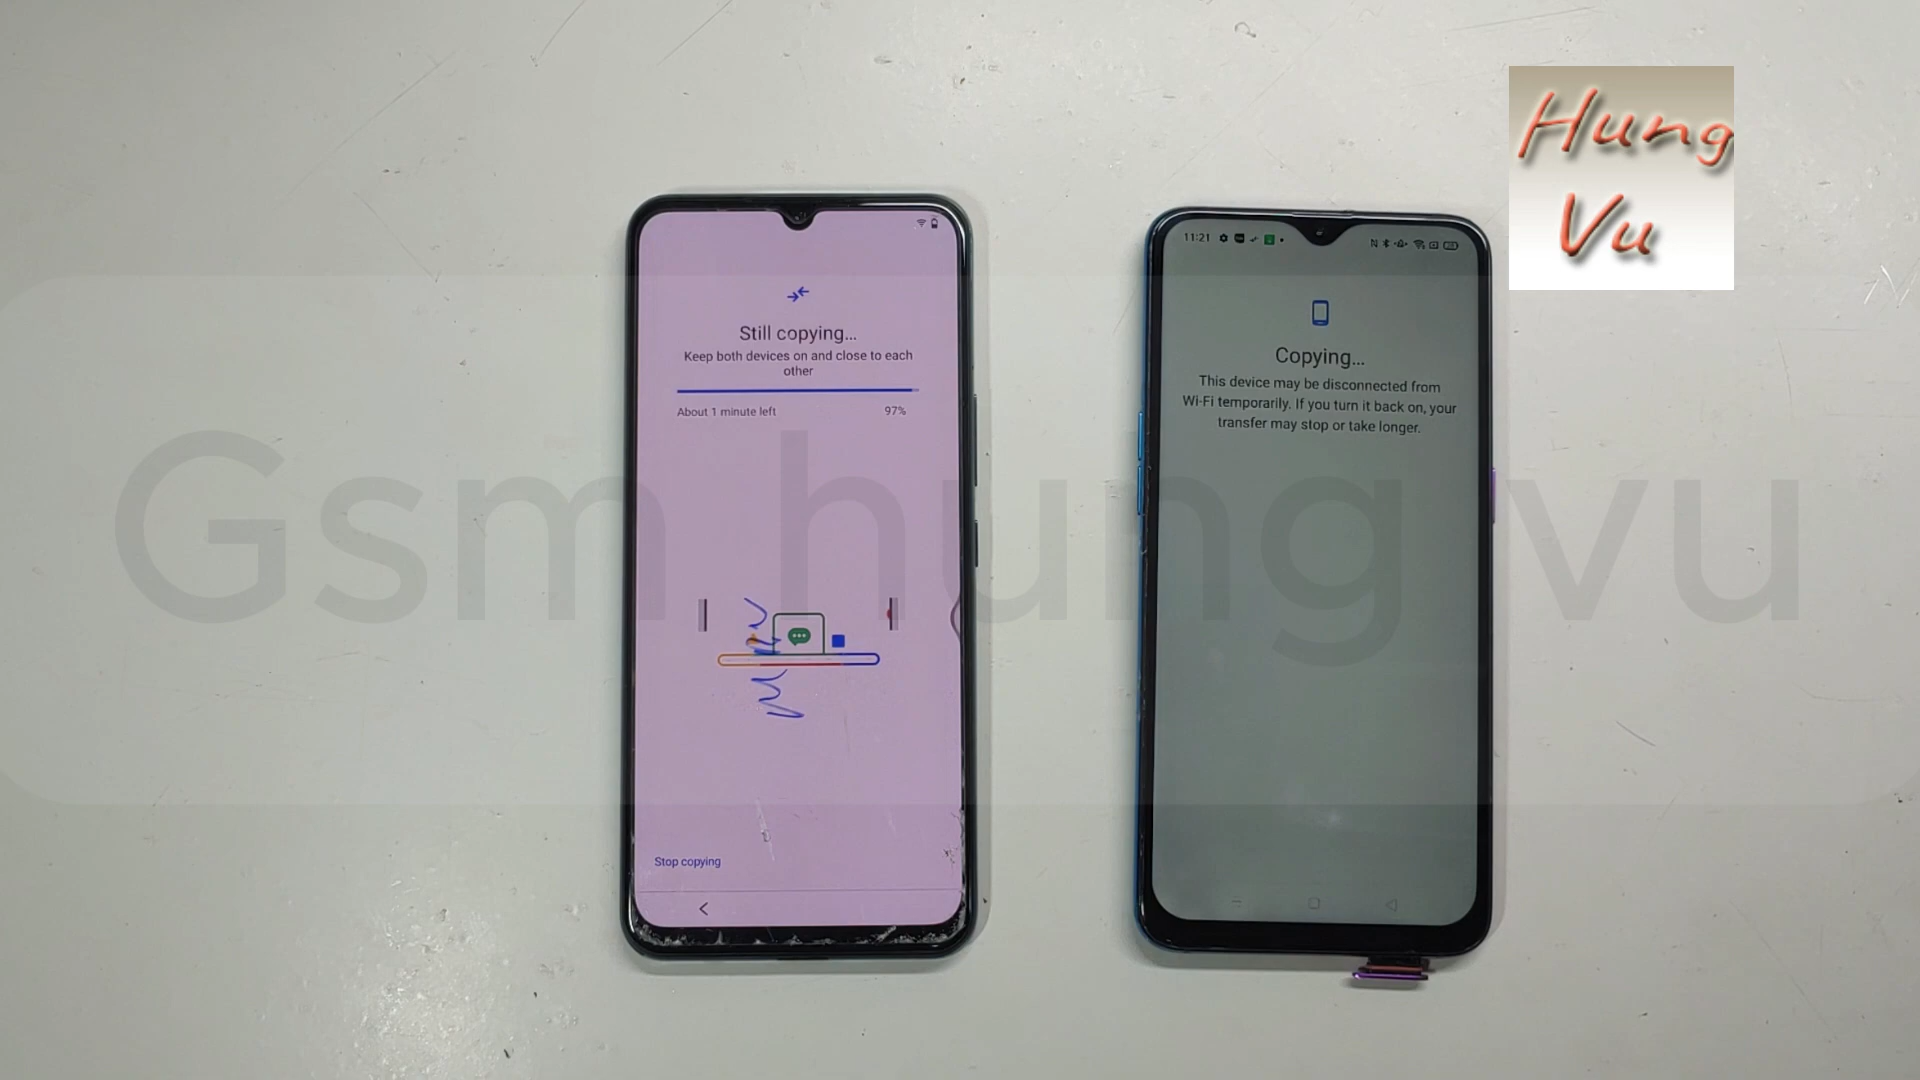 Hung
Vu
Still copying...
Keep both devices on and close to each
other
About 1 minute left 97%
Stop copying
11:21
Copying...
This device may be disconnected from
Wi-Fi temporarily. If you turn it back on, your
transfer may stop or take longer.
Gsm hung vu